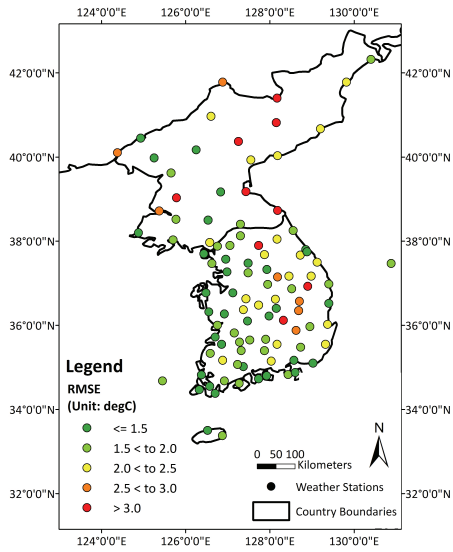 124°0'0"E 126°0'0"E 128°0'0"E 130°0'0"E
42°0'0"N 42°0'0"N
40°0'0"N 40°0'0"N
38°0'0"N 38°0'0"N
36°0'0"N 36°0'0"N
34°0'0"N 34°0'0"N
32°0'0"N 32°0'0"N
Legend
RMSE
(Unit: degC)
<= 1.5
1.5 < to 2.0
2.0 < to 2.5
2.5 < to 3.0
> 3.0
N
0 50 100
Kilometers
Weather Stations
Country Boundaries
124°0'0"E 126°0'0"E 128°0'0"E 130°0'0"E